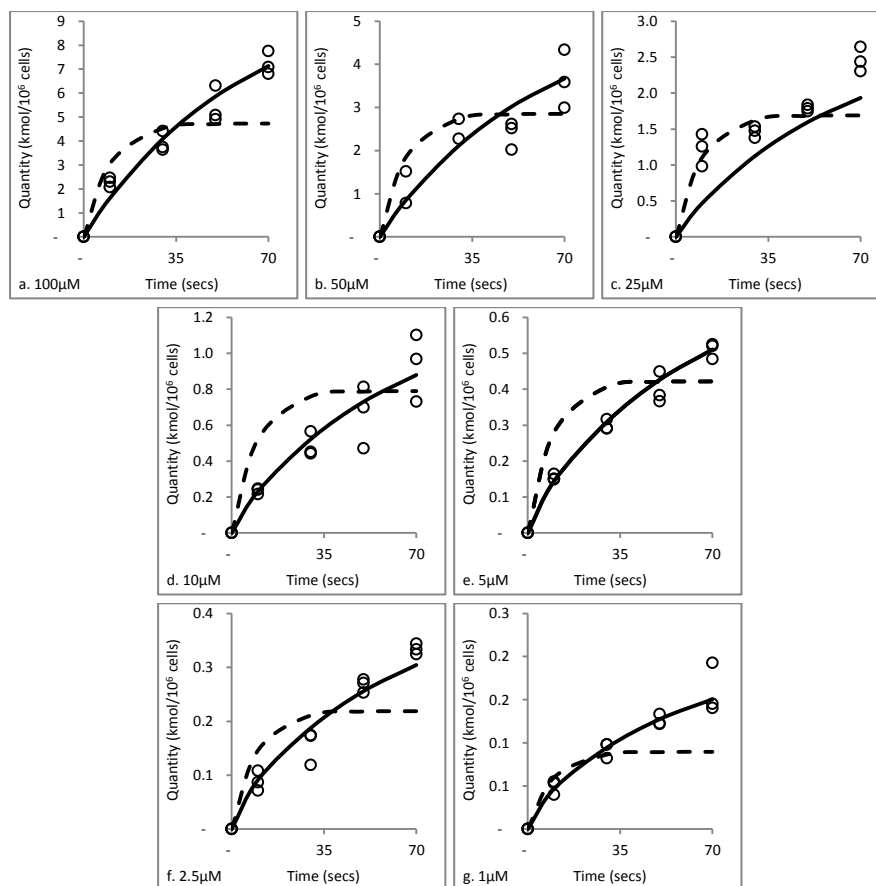 Quantity (kmol/10⁶ cells)
9
8
7
6
5
4
3
2
1
-
- 35 70
a. 100µM Time (secs)
Quantity (kmol/10⁶ cells)
5
4
3
2
1
-
- 35 70
b. 50µM Time (secs)
Quantity (kmol/10⁶ cells)
3.0
2.5
2.0
1.5
1.0
0.5
-
- 35 70
c. 25µM Time (secs)
Quantity (kmol/10⁶ cells)
1.2
1.0
0.8
0.6
0.4
0.2
-
- 35 70
d. 10µM Time (secs)
Quantity (kmol/10⁶ cells)
0.6
0.5
0.4
0.3
0.2
0.1
-
- 35 70
e. 5µM Time (secs)
Quantity (kmol/10⁶ cells)
0.4
0.3
0.2
0.1
-
- 35 70
f. 2.5µM Time (secs)
Quantity (kmol/10⁶ cells)
0.3
0.2
0.2
0.1
0.1
-
- 35 70
g. 1µM Time (secs)